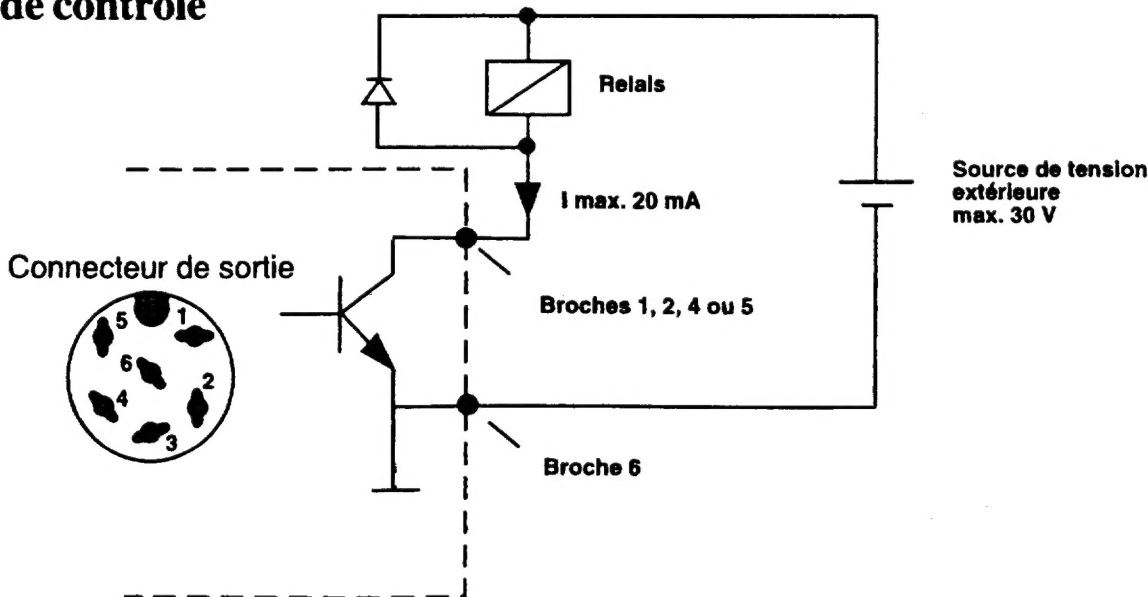 de contrôle
Relais
Source de tension
extérieure
max. 30 V
I max. 20 mA
Connecteur de sortie
Broches 1, 2, 4 ou 5
5
1
6
2
4
3
Broche 6